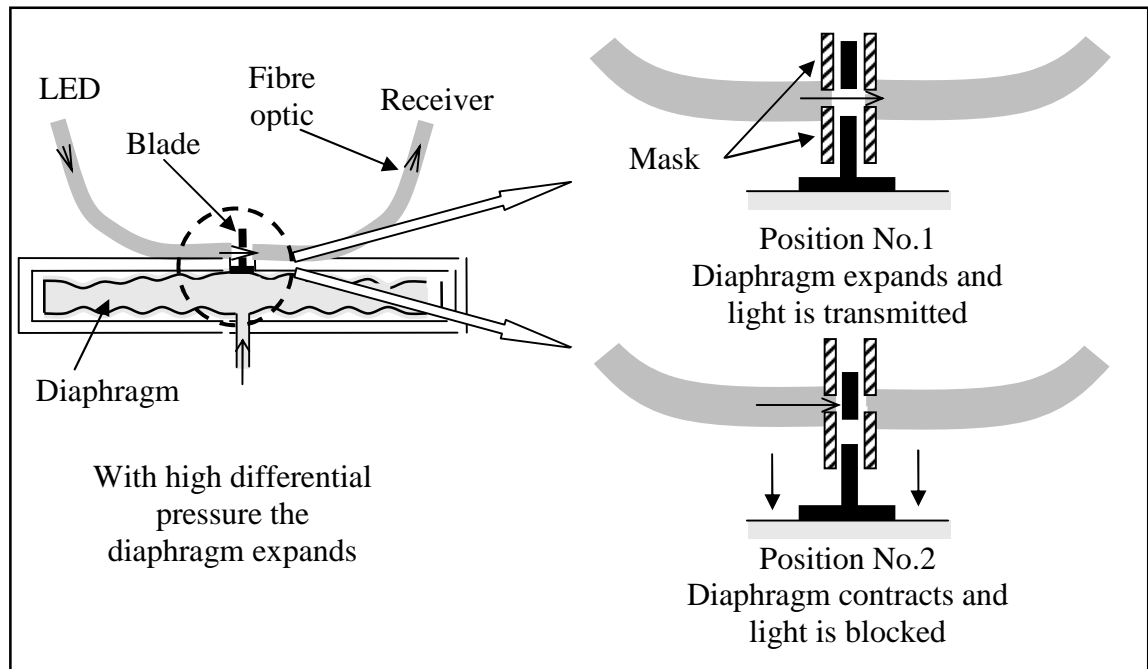 LED
Fibre
optic
Receiver
Blade
Diaphragm
With high differential
pressure the
diaphragm expands
Mask
Position No.1
Diaphragm expands and
light is transmitted
Position No.2
Diaphragm contracts and
light is blocked